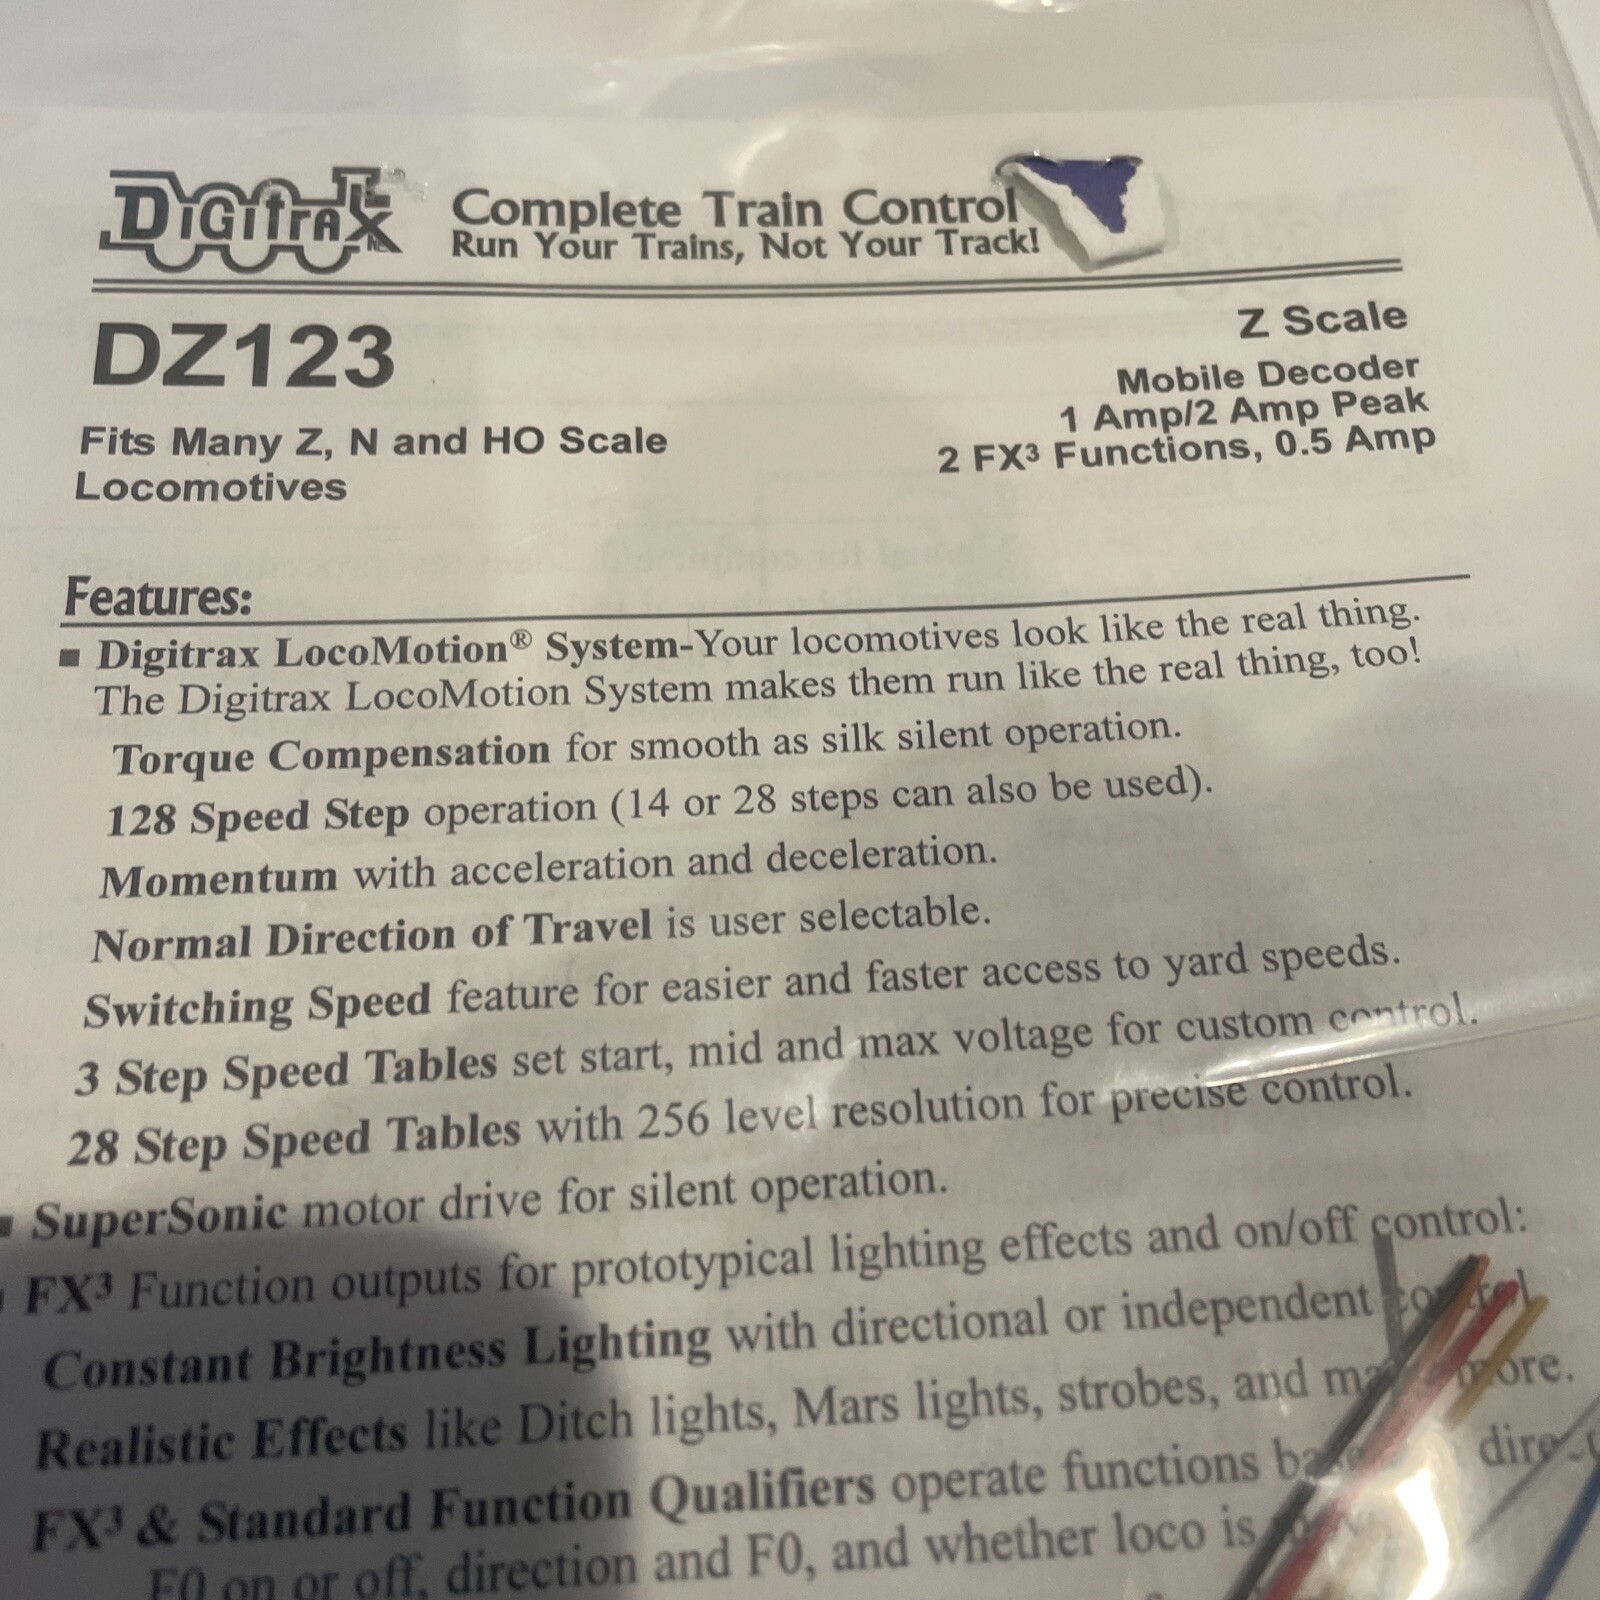 DIGITRAX INC.
Complete Train Control
Run Your Trains, Not Your Track!
DZ123
Fits Many Z, N and HO Scale
Locomotives
Z Scale
Mobile Decoder
1 Amp/2 Amp Peak
2 FX³ Functions, 0.5 Amp
Features:
■ Digitrax LocoMotion® System-Your locomotives look like the real thing.
The Digitrax LocoMotion System makes them run like the real thing, too!
Torque Compensation for smooth as silk silent operation.
128 Speed Step operation (14 or 28 steps can also be used).
Momentum with acceleration and deceleration.
Normal Direction of Travel is user selectable.
Switching Speed feature for easier and faster access to yard speeds.
3 Step Speed Tables set start, mid and max voltage for custom control.
28 Step Speed Tables with 256 level resolution for precise control.
■ SuperSonic motor drive for silent operation.
■ FX³ Function outputs for prototypical lighting effects and on/off control:
Constant Brightness Lighting with directional or independent control
Realistic Effects like Ditch lights, Mars lights, strobes, and many more.
FX³ & Standard Function Qualifiers operate functions
F0 on or off, direction and F0, and whether loco is